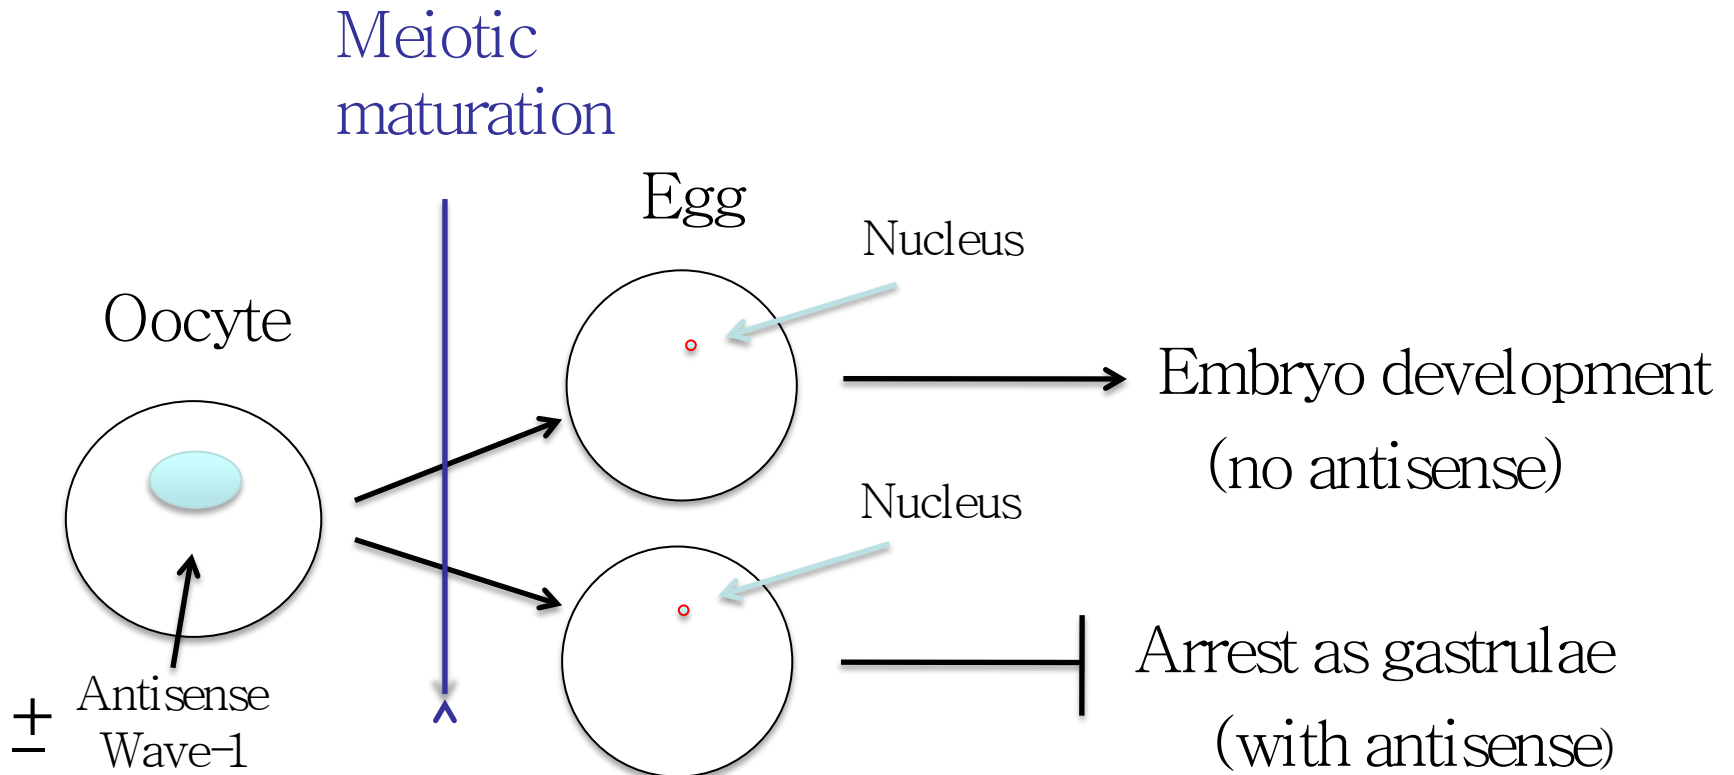 Meiotic
maturation
Egg
Nucleus
Oocyte
Embryo development
(no antisense)
Nucleus
Arrest as gastrulae
(with antisense)
± Antisense
Wave-1